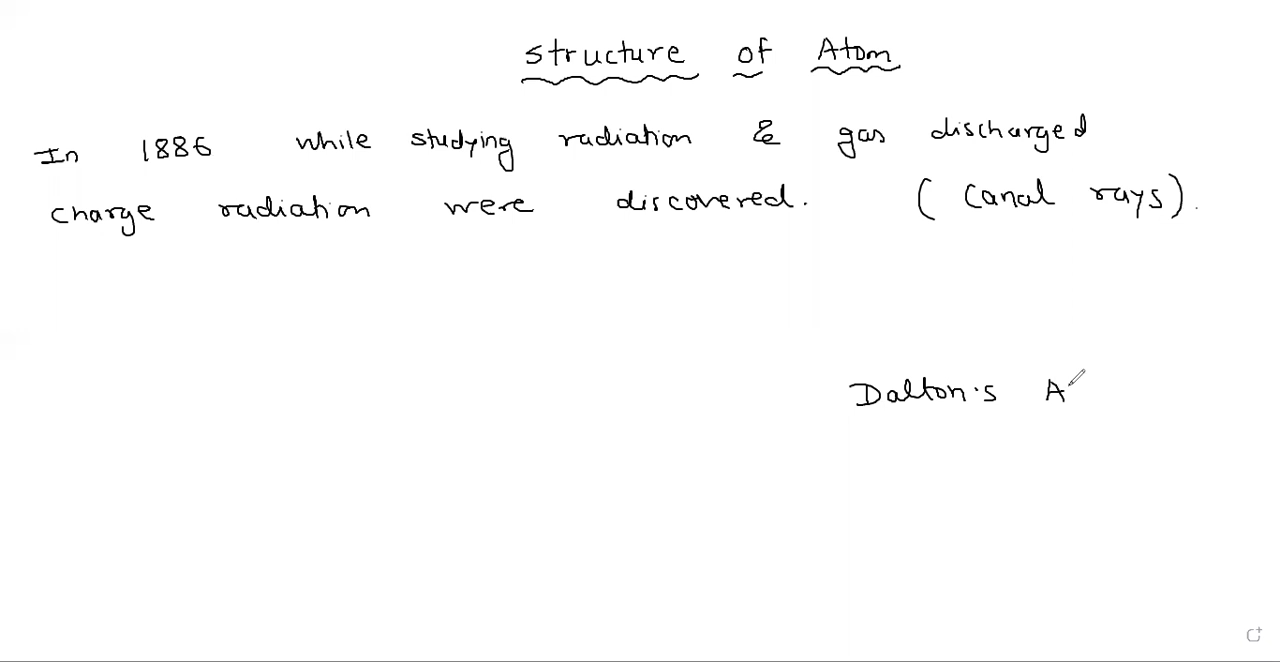 Structure of Atom
In 1886 while studying radiation & gas discharged
charge radiation were discovered. (Canal rays).
Dalton's A